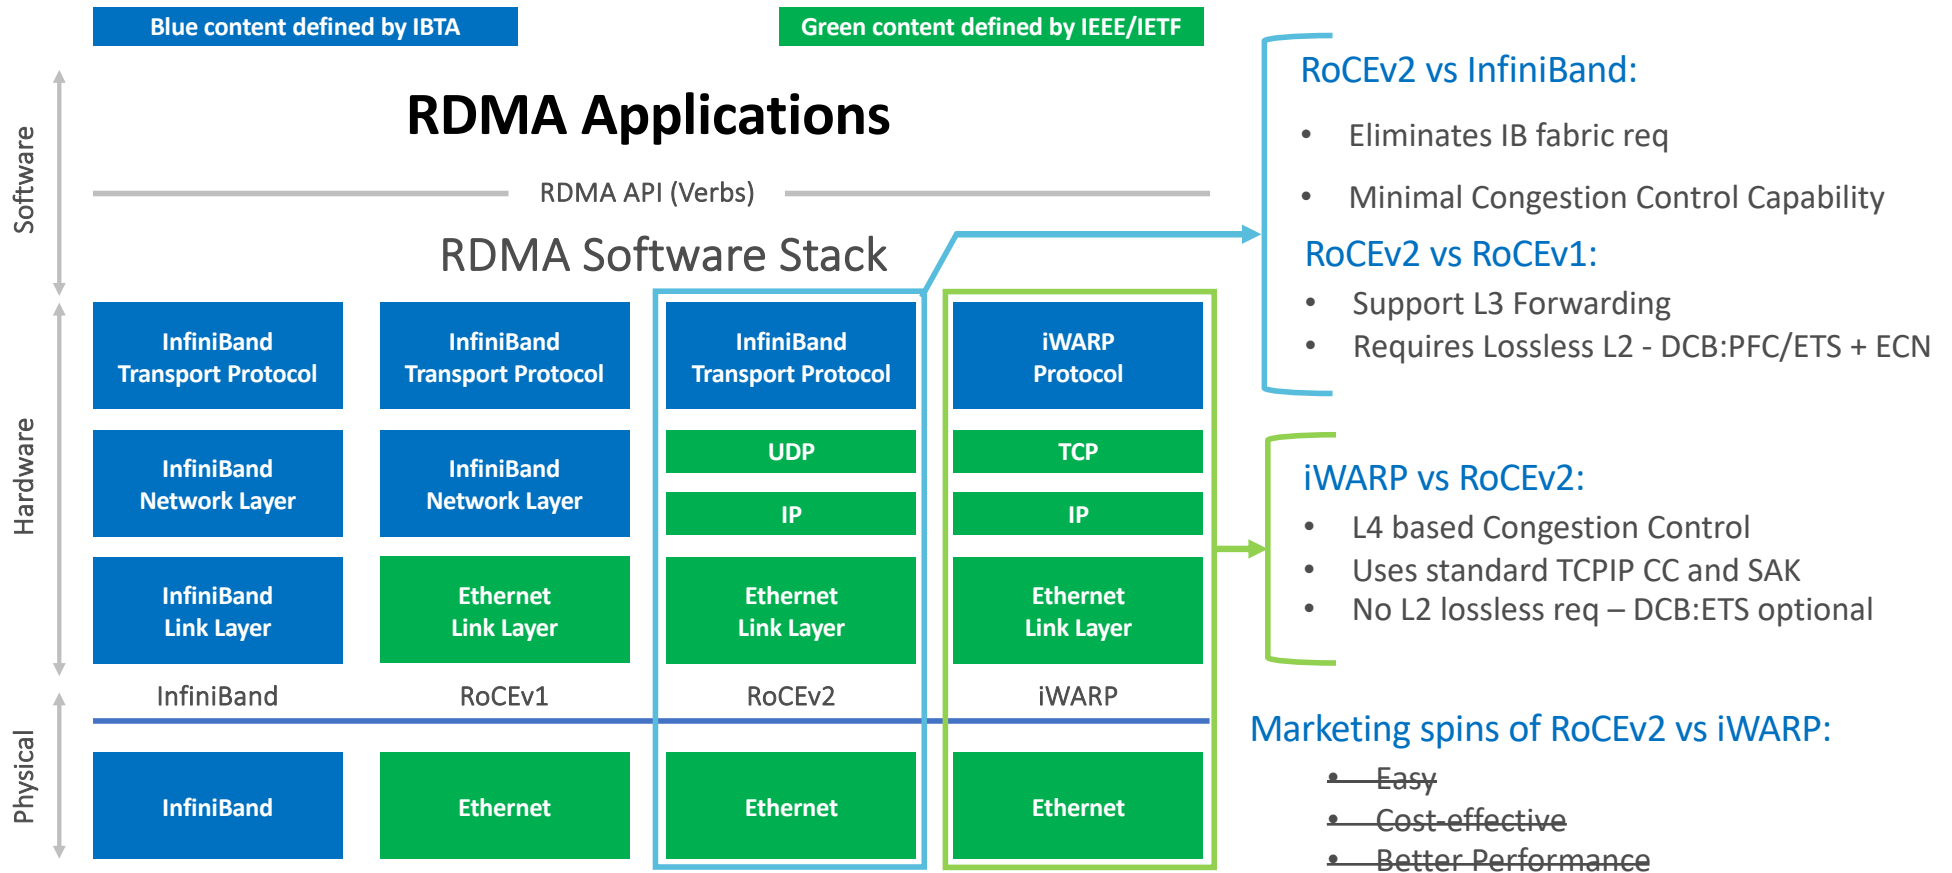 Blue content defined by IBTA
Green content defined by IEEE/IETF
Software
RDMA Applications
RDMA API (Verbs)
RDMA Software Stack
Hardware
InfiniBand
Transport Protocol
InfiniBand
Transport Protocol
InfiniBand
Transport Protocol
iWARP
Protocol
InfiniBand
Network Layer
InfiniBand
Network Layer
UDP
IP
TCP
IP
InfiniBand
Link Layer
Ethernet
Link Layer
Ethernet
Link Layer
Ethernet
Link Layer
InfiniBand
RoCEv1
RoCEv2
iWARP
Physical
InfiniBand
Ethernet
Ethernet
Ethernet
RoCEv2 vs InfiniBand:
• Eliminates IB fabric req
• Minimal Congestion Control Capability
RoCEv2 vs RoCEv1:
• Support L3 Forwarding
• Requires Lossless L2 - DCB:PFC/ETS + ECN
iWARP vs RoCEv2:
• L4 based Congestion Control
• Uses standard TCPIP CC and SAK
• No L2 lossless req – DCB:ETS optional
Marketing spins of RoCEv2 vs iWARP:
• Easy
• Cost-effective
• Better Performance